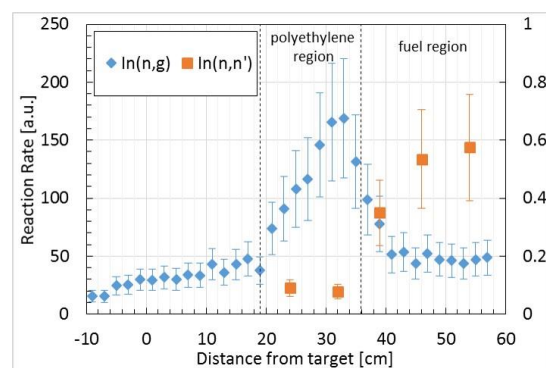 250
200
150
100
50
0
Reaction Rate [a.u.]
In(n,g)
In(n,n')
polyethylene
region
fuel region
1
0.8
0.6
0.4
0.2
0
-10 0 10 20 30 40 50 60
Distance from target [cm]